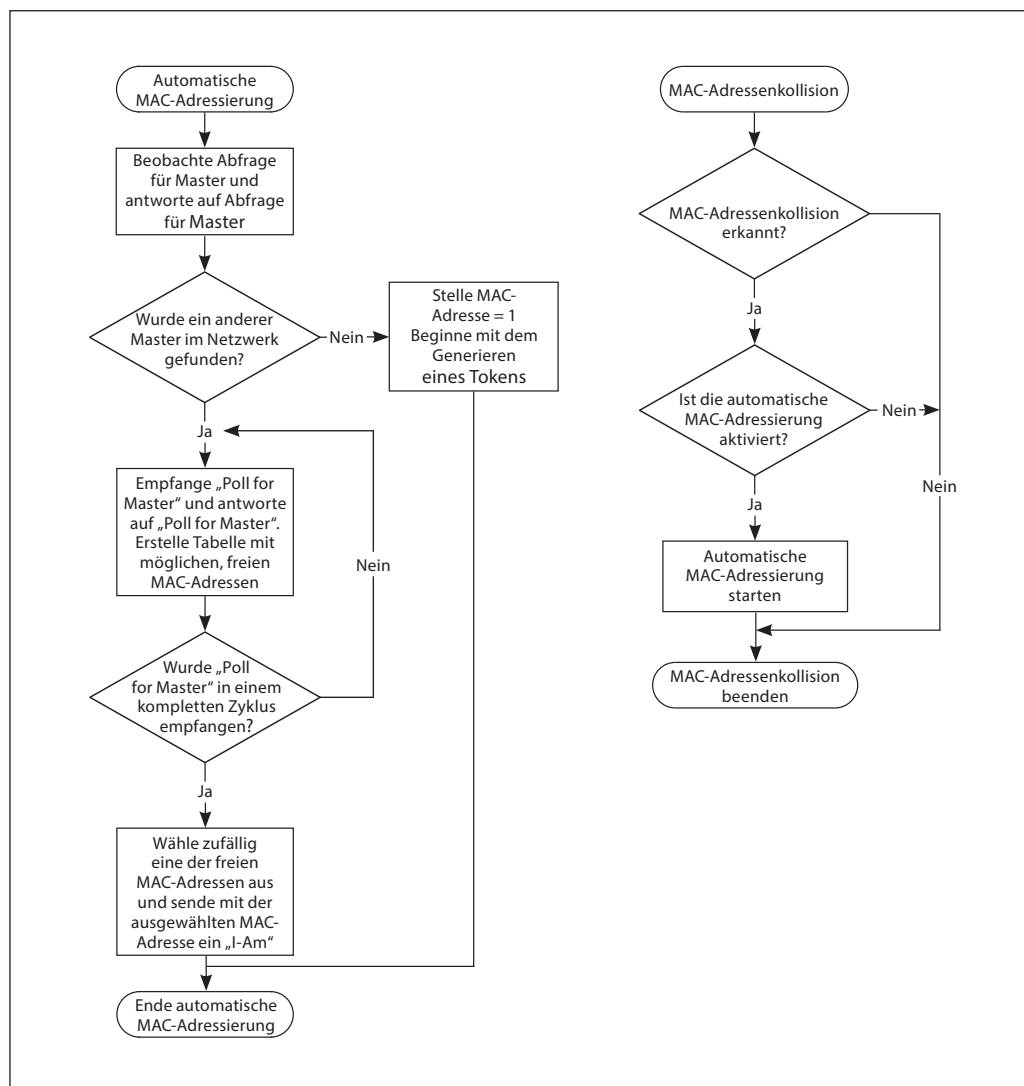 Automatische
MAC-Adressierung
Beobachte Abfrage
für Master und
antworte auf Abfrage
für Master
Wurde ein anderer
Master im Netzwerk
gefunden?
Nein
Stelle MAC-
Adresse = 1
Beginne mit dem
Generieren
eines Tokens
Ja
Empfange „Poll for
Master“ und antworte
auf „Poll for Master“.
Erstelle Tabelle mit
möglichen, freien
MAC-Adressen
Nein
Wurde „Poll
for Master“ in einem
kompletten Zyklus
empfangen?
Ja
Wähle zufällig
eine der freien
MAC-Adressen aus
und sende mit der
ausgewählten MAC-
Adresse ein „I-Am“
Ende automatische
MAC-Adressierung
MAC-Adressenkollision
MAC-Adressenkollision
erkannt?
Ja
Ist die automatische
MAC-Adressierung
aktiviert?
Nein
Nein
Ja
Automatische
MAC-Adressierung
starten
MAC-Adressenkollision
beenden